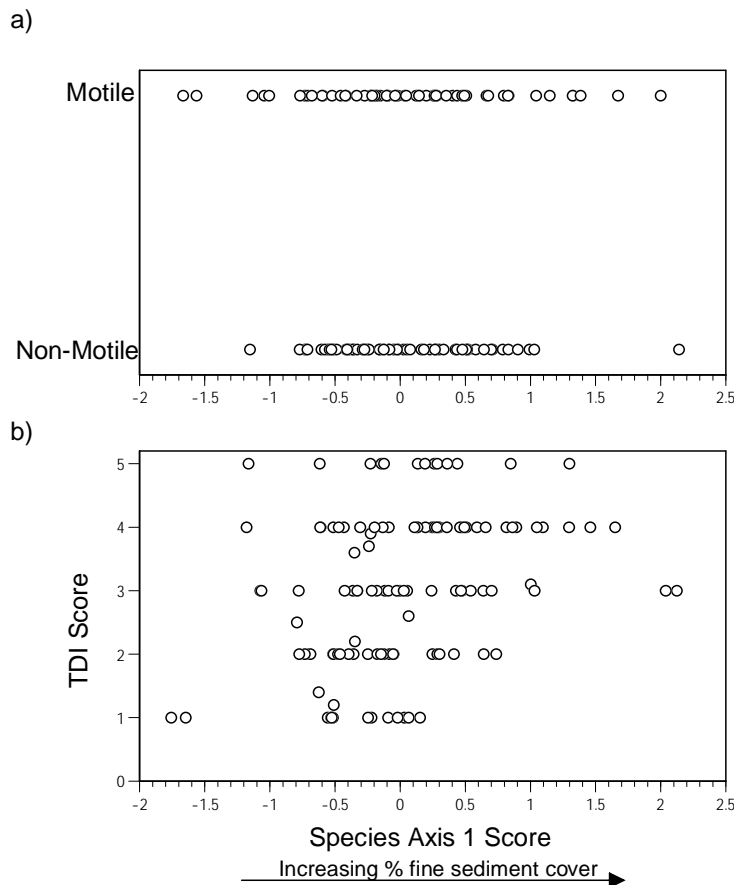 a)
Motile
Non-Motile
-2 -1.5 -1 -0.5 0 0.5 1 1.5 2 2.5
b)
5
4
3
2
1
0
TDI Score
-2 -1.5 -1 -0.5 0 0.5 1 1.5 2 2.5
Species Axis 1 Score
Increasing % fine sediment cover